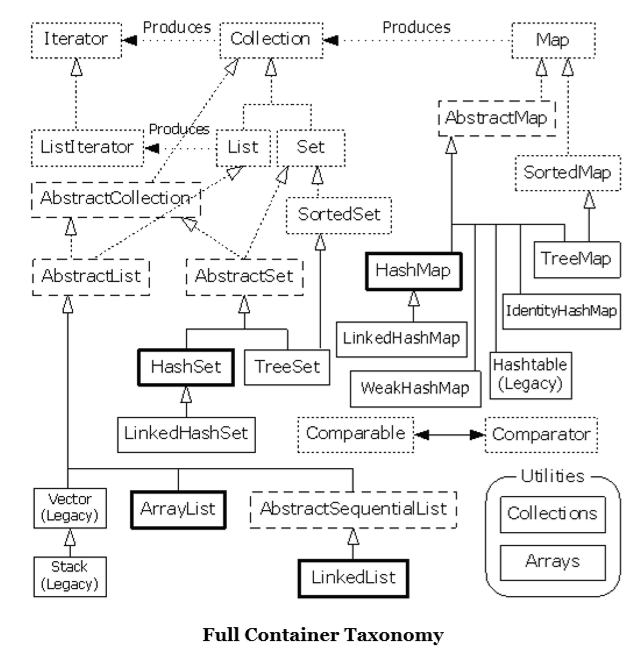 Iterator
Produces
Collection
Produces
Map
AbstractMap
ListIterator
Produces
List
Set
SortedMap
AbstractCollection
SortedSet
AbstractList
AbstractSet
HashMap
TreeMap
IdentityHashMap
LinkedHashMap
HashSet
TreeSet
WeakHashMap
Hashtable
(Legacy)
LinkedHashSet
Comparable
Comparator
Utilities
Vector
(Legacy)
ArrayList
AbstractSequentialList
Collections
Stack
(Legacy)
LinkedList
Arrays
Full Container Taxonomy